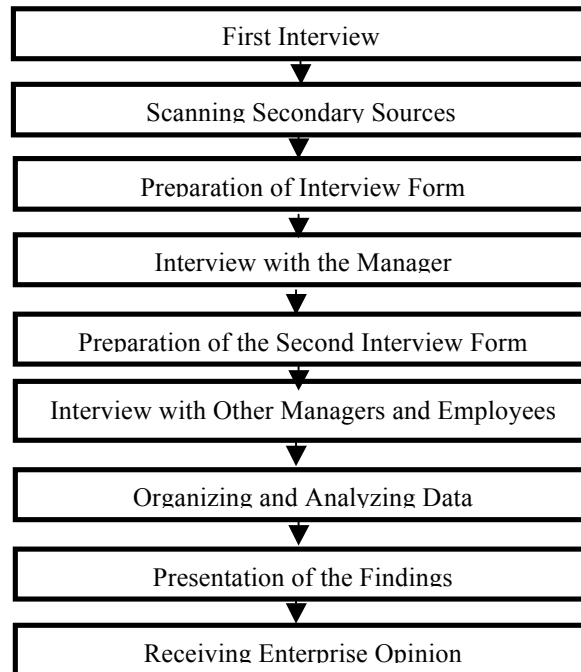 First Interview
Scanning Secondary Sources
Preparation of Interview Form
Interview with the Manager
Preparation of the Second Interview Form
Interview with Other Managers and Employees
Organizing and Analyzing Data
Presentation of the Findings
Receiving Enterprise Opinion